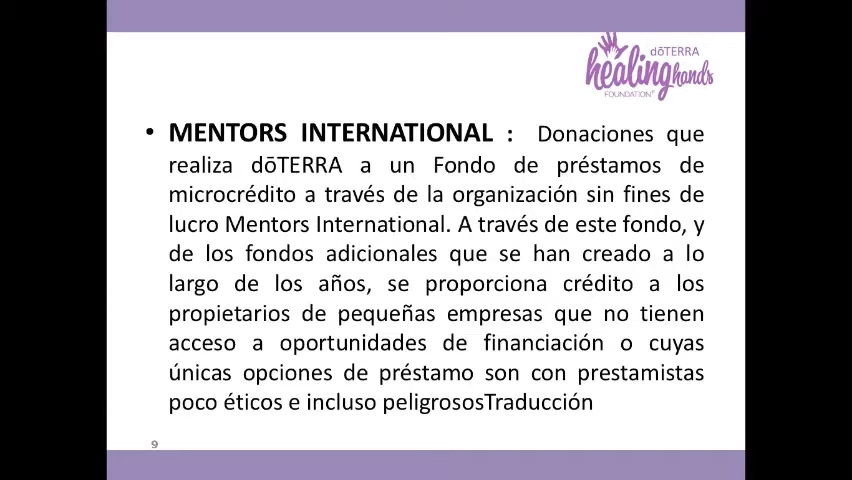 dōTERRA
healing hands
FOUNDATION™
• MENTORS INTERNATIONAL : Donaciones que
realiza dōTERRA a un Fondo de préstamos de
microcrédito a través de la organización sin fines de
lucro Mentors International. A través de este fondo, y
de los fondos adicionales que se han creado a lo
largo de los años, se proporciona crédito a los
propietarios de pequeñas empresas que no tienen
acceso a oportunidades de financiación o cuyas
únicas opciones de préstamo son con prestamistas
poco éticos e incluso peligrososTraducción
9